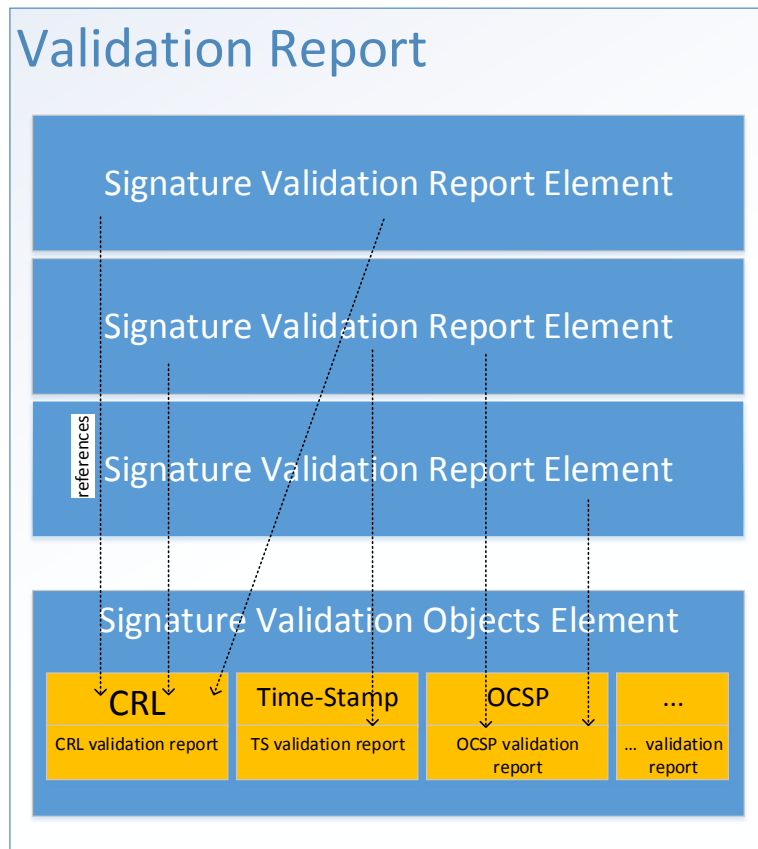 Validation Report
Signature Validation Report Element
Signature Validation Report Element
references
Signature Validation Report Element
Signature Validation Objects Element
CRL
CRL validation report
Time-Stamp
TS validation report
OCSP
OCSP validation
report
...
... validation
report